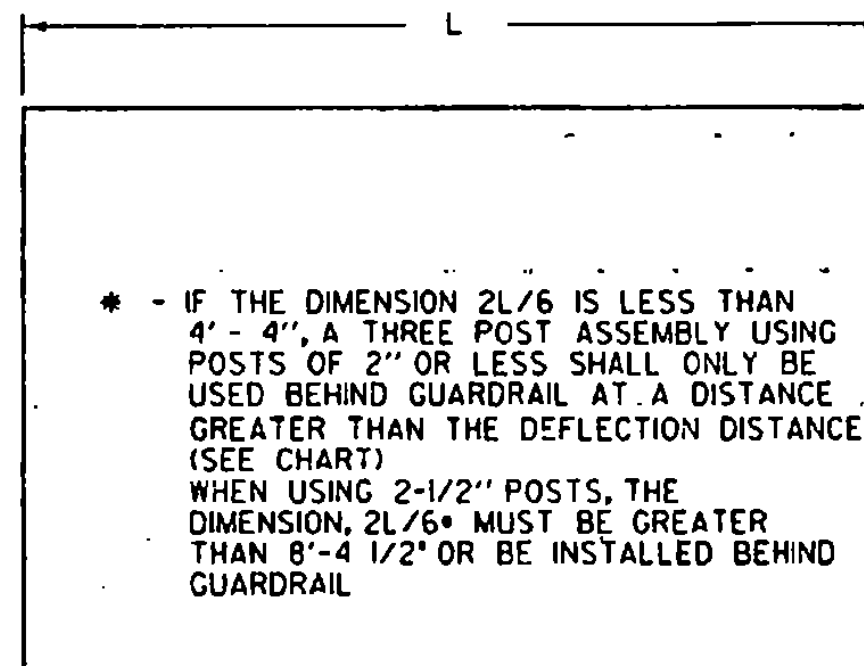 L
* - IF THE DIMENSION 2L/6 IS LESS THAN
4' - 4'', A THREE POST ASSEMBLY USING
POSTS OF 2'' OR LESS SHALL ONLY BE
USED BEHIND GUARDRAIL AT A DISTANCE
GREATER THAN THE DEFLECTION DISTANCE
(SEE CHART)
WHEN USING 2-1/2'' POSTS, THE
DIMENSION, 2L/6* MUST BE GREATER
THAN 8'-4 1/2" OR BE INSTALLED BEHIND
GUARDRAIL